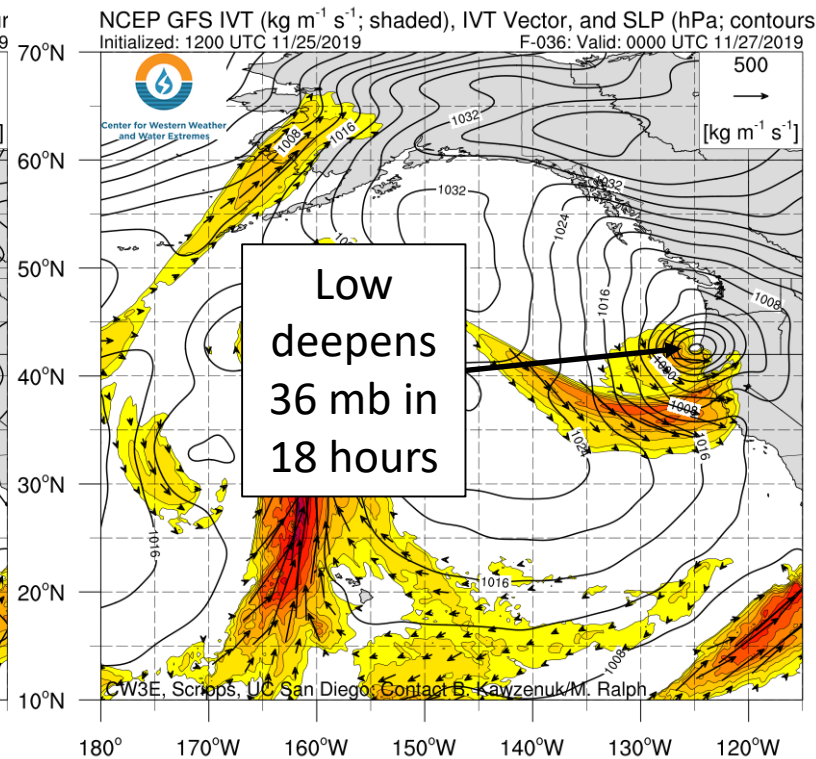 ur
9
]
NCEP GFS IVT (kg m⁻¹ s⁻¹; shaded), IVT Vector, and SLP (hPa; contours
Initialized: 1200 UTC 11/25/2019
F-036: Valid: 0000 UTC 11/27/2019
70°N
60°N
50°N
40°N
30°N
20°N
10°N
Center for Western Weather
and Water Extremes
500
[kg m⁻¹ s⁻¹]
1032
1008
1016
1032
1032
1024
1016
1008
Low
deepens
36 mb in
18 hours
1000
1008
1024
1016
1016
1016
1008
CW3E, Scripps, UC San Diego; Contact B. Kawzenuk/M. Ralph
180°
170°W
160°W
150°W
140°W
130°W
120°W